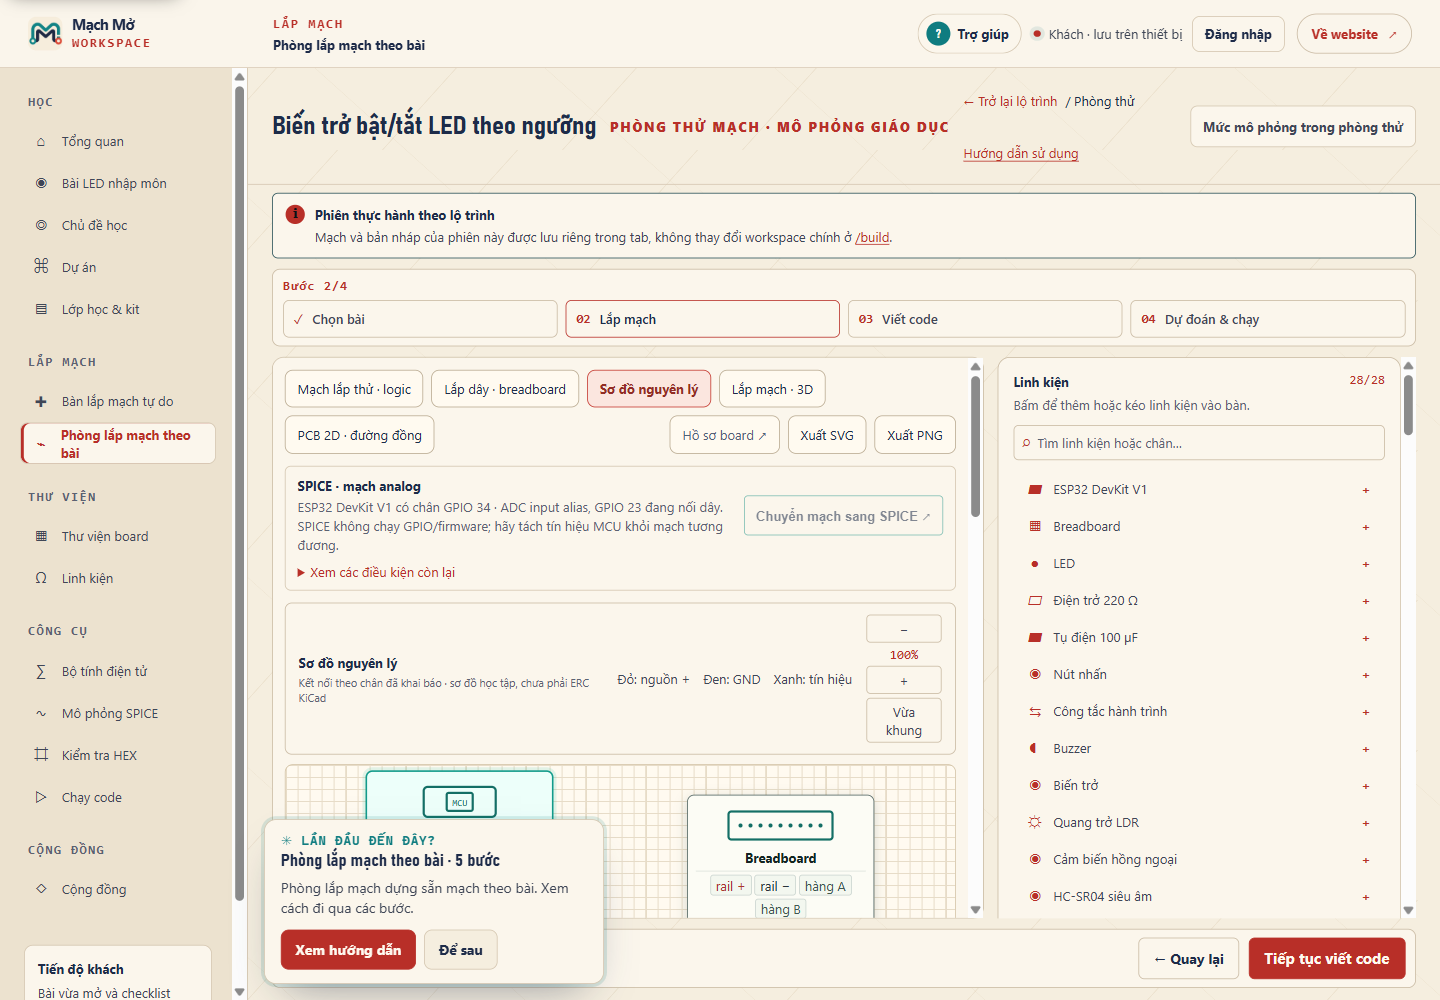 Mạch Mở
WORKSPACE
LẮP MẠCH
Phòng lắp mạch theo bài
? Trợ giúp
Khách · lưu trên thiết bị
Đăng nhập
Về website ↗
HỌC
Tổng quan
Bài LED nhập môn
Chủ đề học
Dự án
Lớp học & kit
LẮP MẠCH
Bàn lắp mạch tự do
Phòng lắp mạch theo
bài
THƯ VIỆN
Thư viện board
Linh kiện
CÔNG CỤ
Bộ tính điện tử
Mô phỏng SPICE
Kiểm tra HEX
Chạy code
CỘNG ĐỒNG
Cộng đồng
Tiến độ khách
Bài vừa mở và checklist
Biến trở bật/tắt LED theo ngưỡng
PHÒNG THỬ MẠCH · MÔ PHỎNG GIÁO DỤC
← Trở lại lộ trình / Phòng thử
Hướng dẫn sử dụng
Mức mô phỏng trong phòng thử
Phiên thực hành theo lộ trình
Mạch và bản nháp của phiên này được lưu riêng trong tab, không thay đổi workspace chính ở /build.
Bước 2/4
✓ Chọn bài
02 Lắp mạch
03 Viết code
04 Dự đoán & chạy
Mạch lắp thử · logic
Lắp dây · breadboard
Sơ đồ nguyên lý
Lắp mạch · 3D
PCB 2D · đường đồng
Hồ sơ board ↗
Xuất SVG
Xuất PNG
SPICE · mạch analog
ESP32 DevKit V1 có chân GPIO 34 · ADC input alias, GPIO 23 đang nối dây.
SPICE không chạy GPIO/firmware; hãy tách tín hiệu MCU khỏi mạch tương
đương.
▶ Xem các điều kiện còn lại
Chuyển mạch sang SPICE ↗
Sơ đồ nguyên lý
Kết nối theo chân đã khai báo · sơ đồ học tập, chưa phải ERC
KiCad
Đỏ: nguồn +
Đen: GND
Xanh: tín hiệu
−
100%
+
Vừa
khung
MCU
Breadboard
rail +
rail −
hàng A
hàng B
✳ LẦN ĐẦU ĐẾN ĐÂY?
Phòng lắp mạch theo bài · 5 bước
Phòng lắp mạch dựng sẵn mạch theo bài. Xem
cách đi qua các bước.
Xem hướng dẫn
Để sau
Linh kiện
28/28
Bấm để thêm hoặc kéo linh kiện vào bàn.
Tìm linh kiện hoặc chân...
ESP32 DevKit V1 +
Breadboard +
LED +
Điện trở 220 Ω +
Tụ điện 100 µF +
Nút nhấn +
Công tắc hành trình +
Buzzer +
Biến trở +
Quang trở LDR +
Cảm biến hồng ngoại +
HC-SR04 siêu âm +
← Quay lại
Tiếp tục viết code